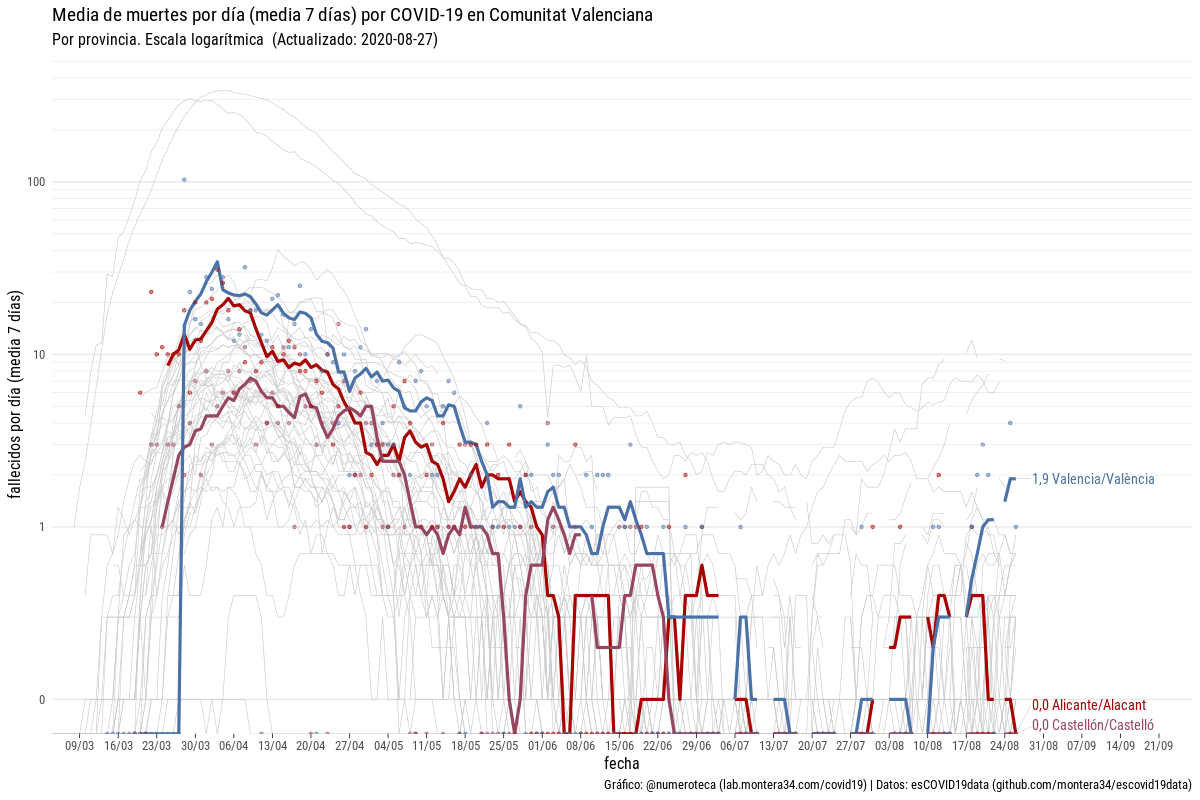 Media de muertes por día (media 7 días) por COVID-19 en Comunitat Valenciana
Por provincia. Escala logarítmica (Actualizado: 2020-08-27)
fallecidos por día (media 7 días)
100
10
1
0
1,9 Valencia/València
0,0 Alicante/Alacant
0,0 Castellón/Castelló
09/03 16/03 23/03 30/03 06/04 13/04 20/04 27/04 04/05 11/05 18/05 25/05 01/06 08/06 15/06 22/06 29/06 06/07 13/07 20/07 27/07 03/08 10/08 17/08 24/08 31/08 07/09 14/09 21/09
fecha
Gráfico: @numeroteca (lab.montera34.com/covid19) | Datos: esCOVID19data (github.com/montera34/escovid19data)